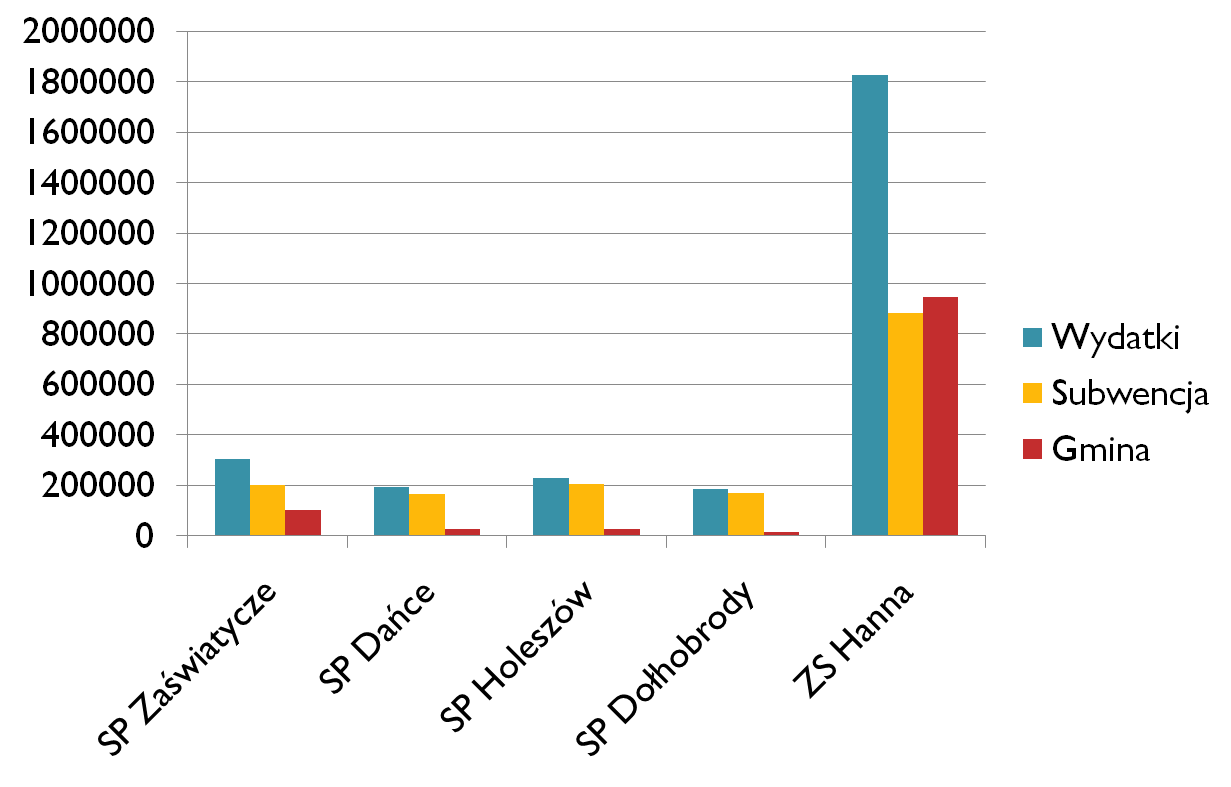 2000000
1800000
1600000
1400000
1200000
1000000
800000
600000
400000
200000
0
SP Zaświatycze
SP Dańce
SP Holeszów
SP Dołhobrody
ZS Hanna
Wydatki
Subwencja
Gmina